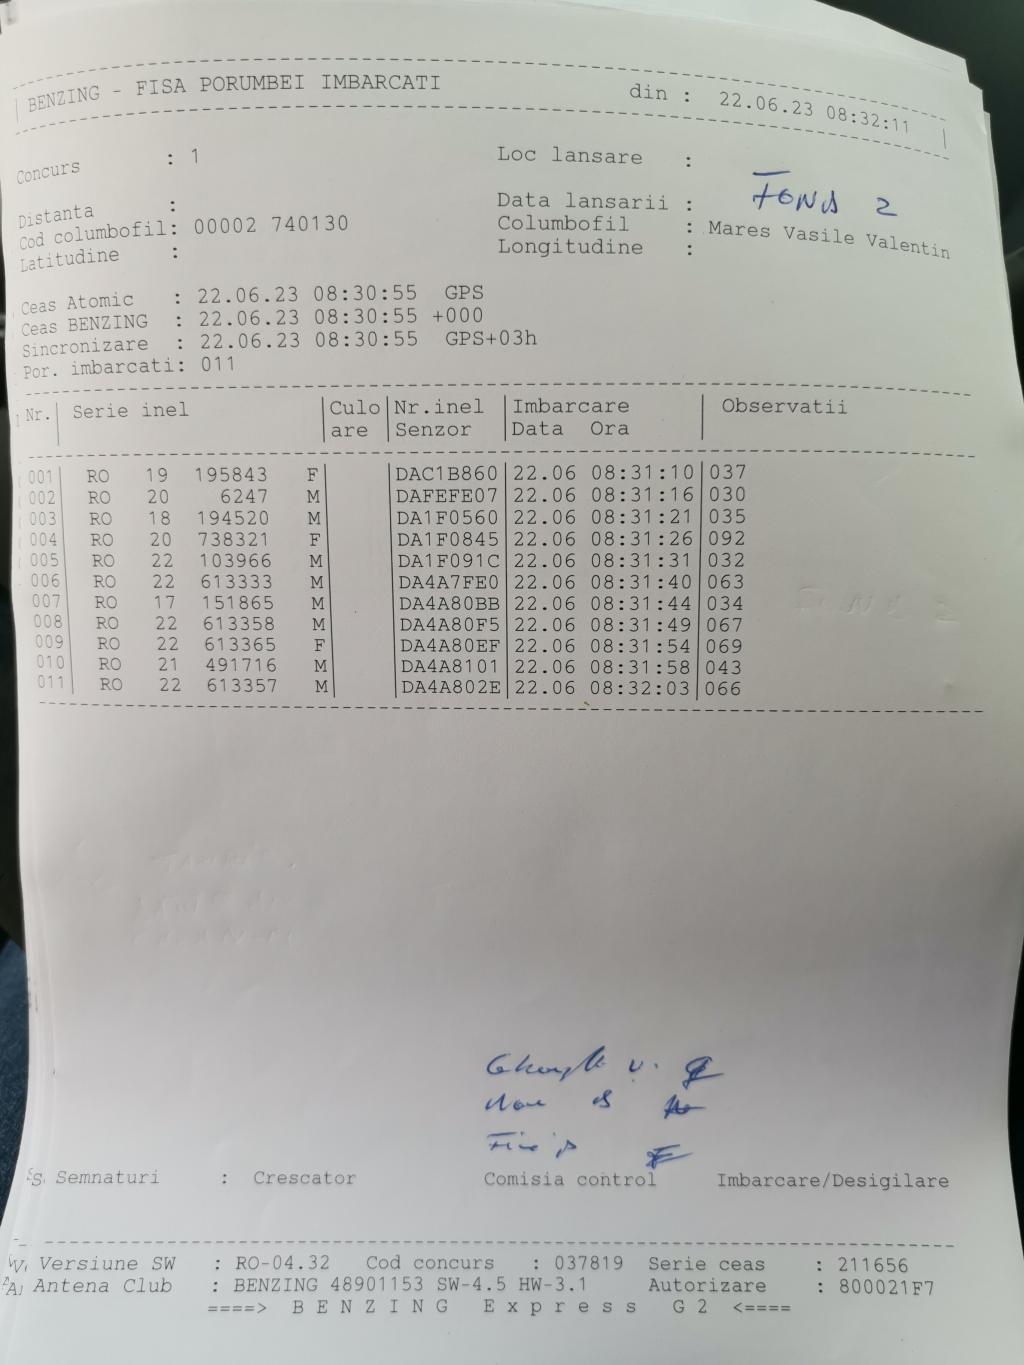 BENZING - FISA PORUMBEI IMBARCATI din : 22.06.23 08:32:11
Concurs : 1 Loc lansare :
Distanta : Data lansarii : FOND 2
Cod columbofil: 00002 740130 Columbofil : Mares Vasile Valentin
Latitudine : Longitudine :
Ceas Atomic : 22.06.23 08:30:55 GPS
Ceas BENZING : 22.06.23 08:30:55 +000
Sincronizare : 22.06.23 08:30:55 GPS+03h
Por. imbarcati: 011
Nr. | Serie inel | Culo | Nr.inel | Imbarcare | Observatii
| | are | Senzor | Data Ora |
001| RO 19 195843 F| |DAC1B860|22.06 08:31:10|037
002| RO 20 6247 M| |DAFEFE07|22.06 08:31:16|030
003| RO 18 194520 M| |DA1F0560|22.06 08:31:21|035
004| RO 20 738321 F| |DA1F0845|22.06 08:31:26|092
005| RO 22 103966 M| |DA1F091C|22.06 08:31:31|032
006| RO 22 613333 M| |DA4A7FE0|22.06 08:31:40|063
007| RO 17 151865 M| |DA4A80BB|22.06 08:31:44|034
008| RO 22 613358 M| |DA4A80F5|22.06 08:31:49|067
009| RO 22 613365 F| |DA4A80EF|22.06 08:31:54|069
010| RO 21 491716 M| |DA4A8101|22.06 08:31:58|043
011| RO 22 613357 M| |DA4A802E|22.06 08:32:03|066
Semnaturi : Crescator Comisia control Imbarcare/Desigilare
Versiune SW : RO-04.32 Cod concurs : 037819 Serie ceas : 211656
Antena Club : BENZING 48901153 SW-4.5 HW-3.1 Autorizare : 800021F7
====> B E N Z I N G E x p r e s s G 2 <====